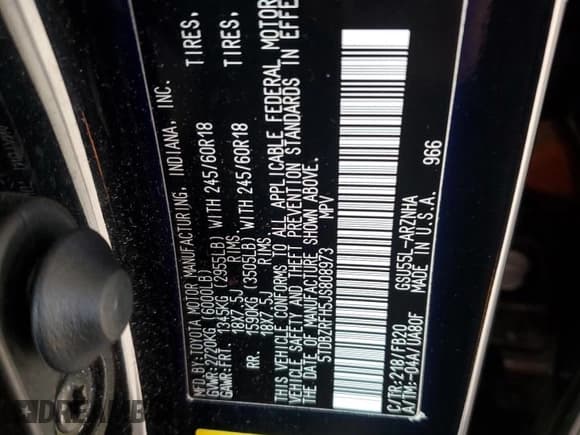 MFD.BY:TOYOTA MOTOR MANUFACTURING, INDIANA, INC.
GVWR:2720KG (6000LB) TIRES,
GAWR:FRT. 1345KG (2955LB) WITH 245/60R18
18X7.5J RIMS TIRES,
RR. 1590KG (3505LB) WITH 245/60R18
18X7.5J RIMS
THIS VEHICLE CONFORMS TO ALL APPLICABLE FEDERAL MOTOR
VEHICLE SAFETY AND THEFT PREVENTION STANDARDS IN EFFE
THE DATE OF MANUFACTURE SHOWN ABOVE.
5TDBZRFH5JS808973 MPV
C/TR:218/FB20 GSU55L-ARZNHA 966
A/TM:-04A/UA80F MADE IN U.S.A.
DREAMB